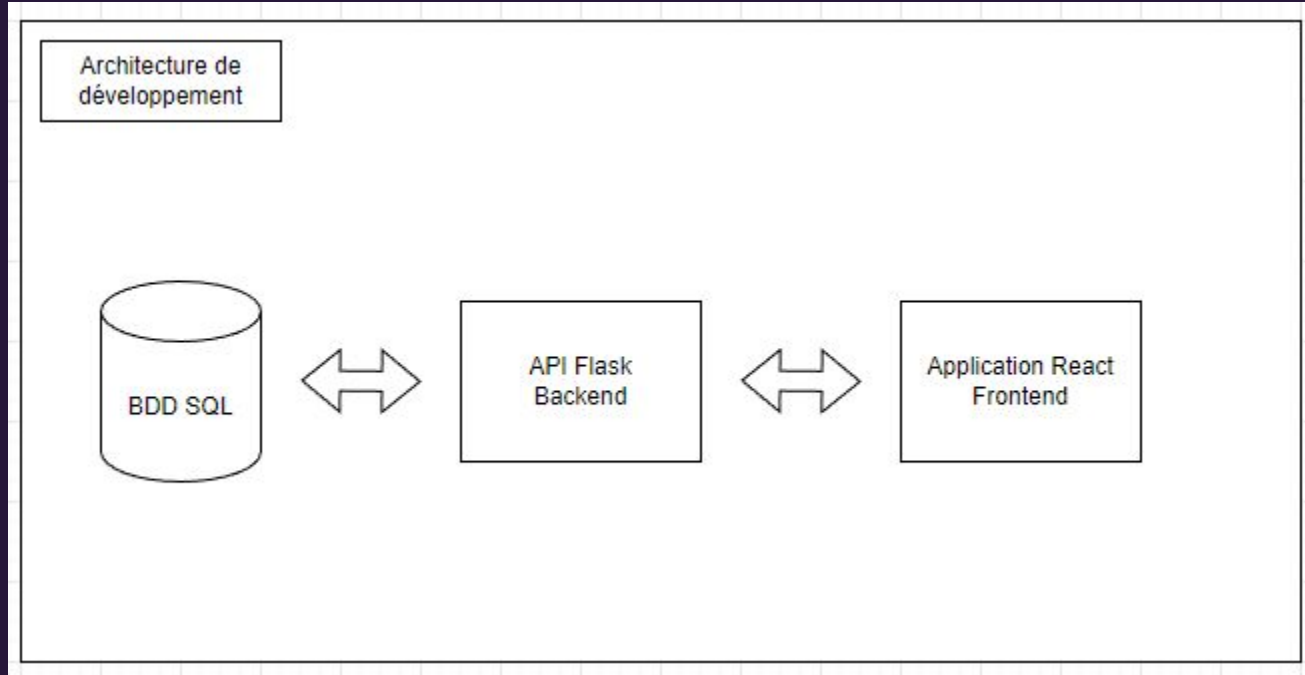 Architecture de
développement
BDD SQL
API Flask
Backend
Application React
Frontend